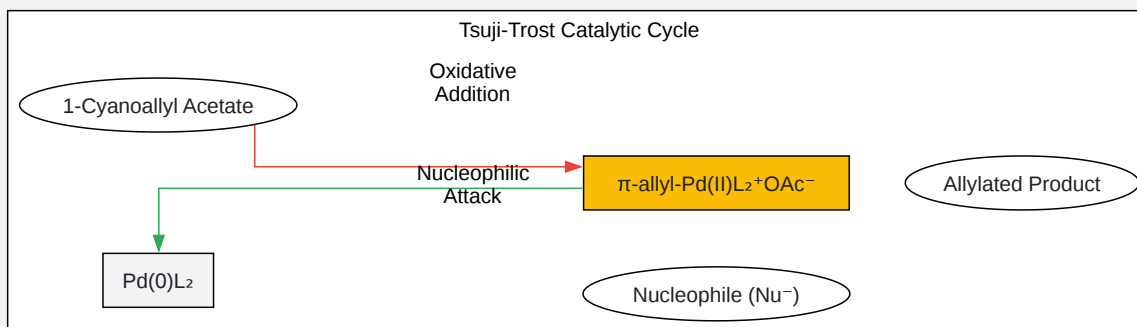 Tsuji-Trost Catalytic Cycle
Oxidative
Addition
1-Cyanoallyl Acetate
Nucleophilic
Attack
π-allyl-Pd(II)L₂⁺OAc⁻
Allylated Product
Pd(0)L₂
Nucleophile (Nu⁻)